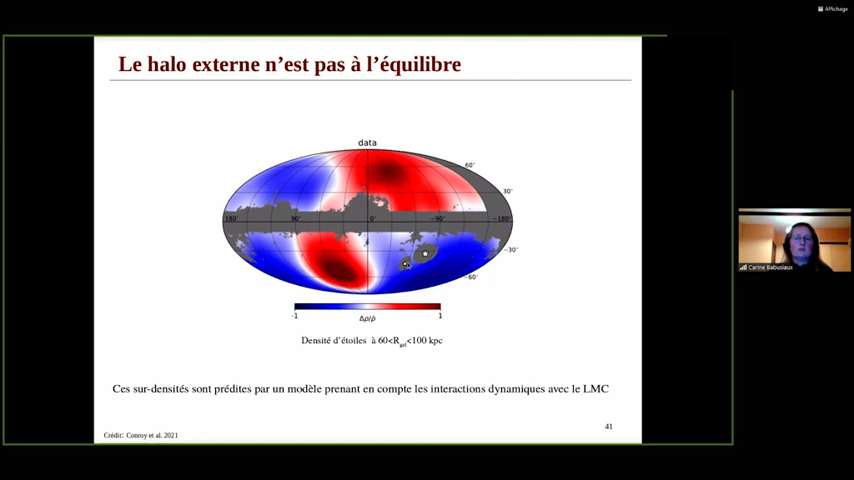 Affichage
Le halo externe n'est pas à l'équilibre
data
60°
30°
180° 90° 0° −90° −180°
−30°
−60°
-1 1
Δρ/ρ̄
Densité d'étoiles à 60<Rgal<100 kpc
Ces sur-densités sont prédites par un modèle prenant en compte les interactions dynamiques avec le LMC
41
Crédit: Conroy et al. 2021
Carine Babusiaux